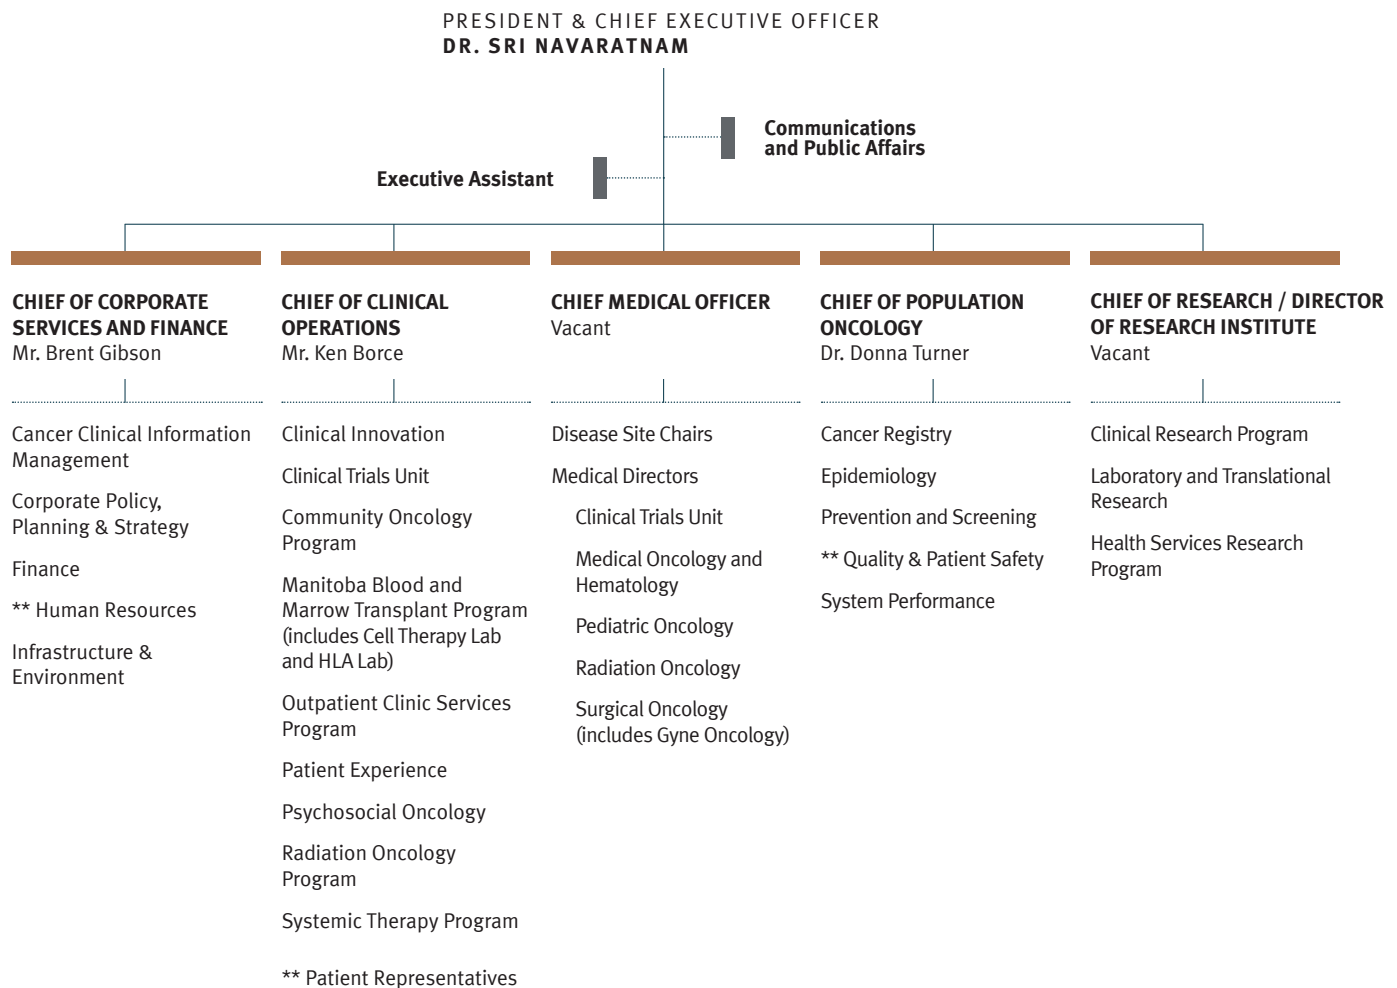 PRESIDENT & CHIEF EXECUTIVE OFFICER
DR. SRI NAVARATNAM
Communications
and Public Affairs
Executive Assistant
CHIEF OF CORPORATE
SERVICES AND FINANCE
Mr. Brent Gibson
Cancer Clinical Information
Management
Corporate Policy,
Planning & Strategy
Finance
** Human Resources
Infrastructure &
Environment
CHIEF OF CLINICAL
OPERATIONS
Mr. Ken Borce
Clinical Innovation
Clinical Trials Unit
Community Oncology
Program
Manitoba Blood and
Marrow Transplant Program
(includes Cell Therapy Lab
and HLA Lab)
Outpatient Clinic Services
Program
Patient Experience
Psychosocial Oncology
Radiation Oncology
Program
Systemic Therapy Program
** Patient Representatives
CHIEF MEDICAL OFFICER
Vacant
Disease Site Chairs
Medical Directors
Clinical Trials Unit
Medical Oncology and
Hematology
Pediatric Oncology
Radiation Oncology
Surgical Oncology
(includes Gyne Oncology)
CHIEF OF POPULATION
ONCOLOGY
Dr. Donna Turner
Cancer Registry
Epidemiology
Prevention and Screening
** Quality & Patient Safety
System Performance
CHIEF OF RESEARCH / DIRECTOR
OF RESEARCH INSTITUTE
Vacant
Clinical Research Program
Laboratory and Translational
Research
Health Services Research
Program